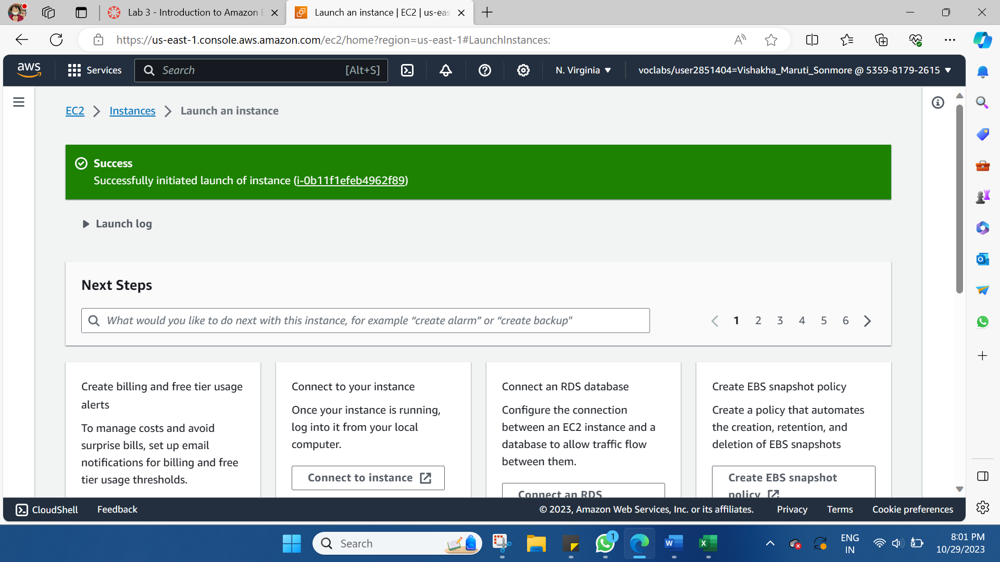 Lab 3 - Introduction to Amazon E
Launch an instance | EC2 | us-eas
https://us-east-1.console.aws.amazon.com/ec2/home?region=us-east-1#LaunchInstances:
aws
Services
Search
[Alt+S]
N. Virginia
voclabs/user2851404=Vishakha_Maruti_Sonmore @ 5359-8179-2615
EC2
Instances
Launch an instance
Success
Successfully initiated launch of instance (i-0b11f1efeb4962f89)
Launch log
Next Steps
What would you like to do next with this instance, for example “create alarm” or “create backup"
1 2 3 4 5 6
Create billing and free tier usage
alerts
To manage costs and avoid
surprise bills, set up email
notifications for billing and free
tier usage thresholds.
Connect to your instance
Once your instance is running,
log into it from your local
computer.
Connect to instance
Connect an RDS database
Configure the connection
between an EC2 instance and a
database to allow traffic flow
between them.
Connect an RDS
Create EBS snapshot policy
Create a policy that automates
the creation, retention, and
deletion of EBS snapshots
Create EBS snapshot
policy
CloudShell
Feedback
© 2023, Amazon Web Services, Inc. or its affiliates.
Privacy
Terms
Cookie preferences
Search
1
ENG
IN
8:01 PM
10/29/2023